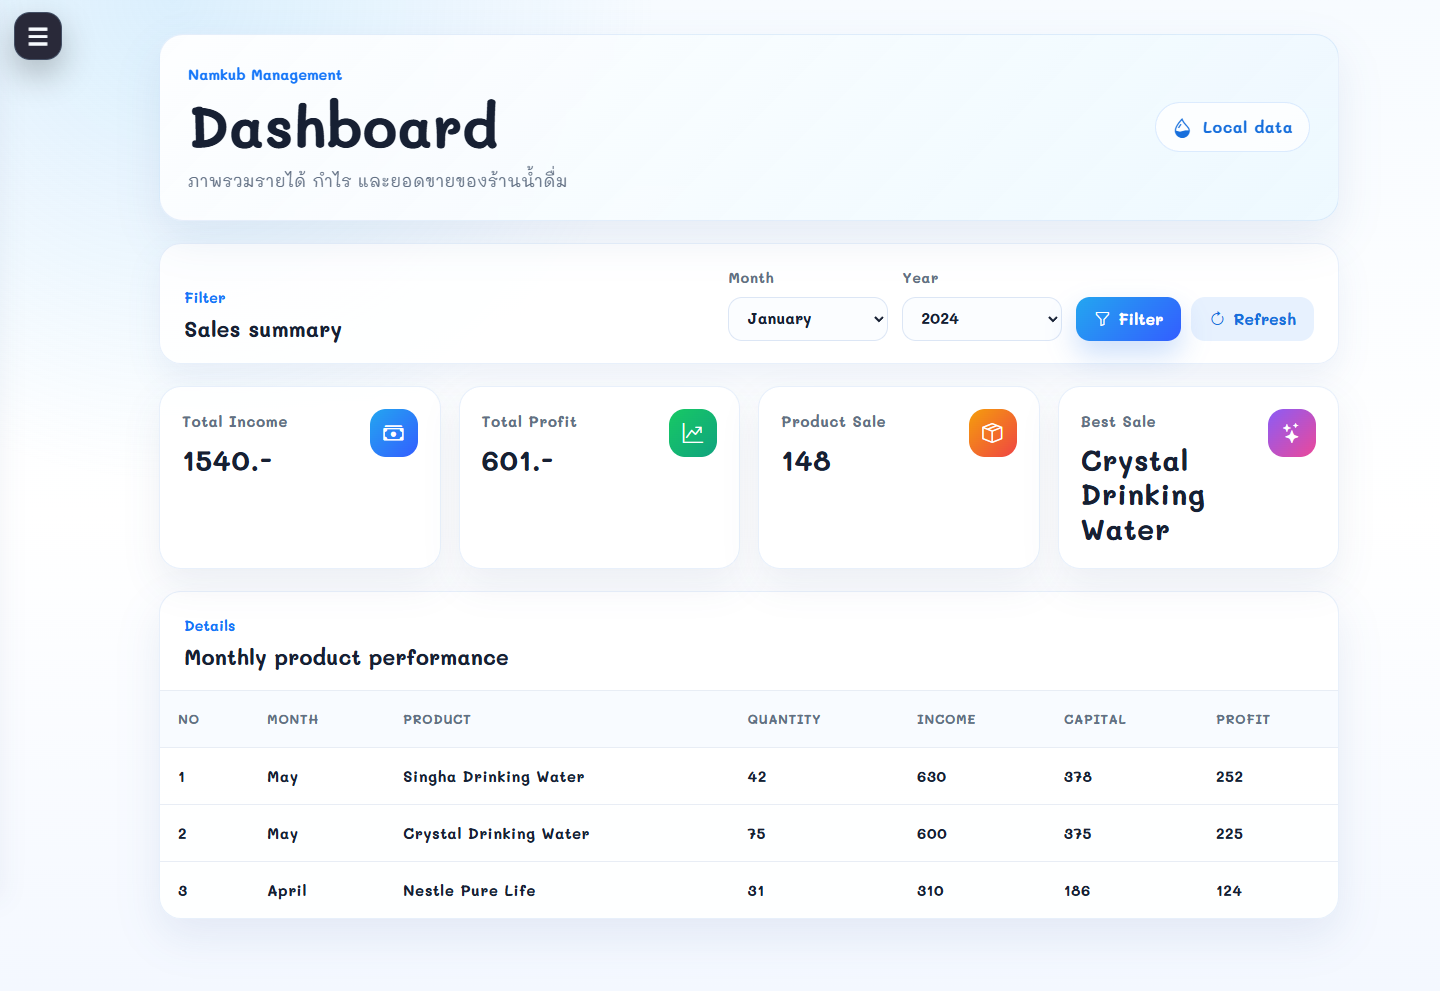 Namkub Management
Dashboard
ภาพรวมรายได้ กำไร และยอดขายของร้านน้ำดื่ม
Local data
Filter
Sales summary
Month
January
Year
2024
Filter
Refresh
Total Income
1540.-
Total Profit
601.-
Product Sale
148
Best Sale
Crystal
Drinking
Water
Details
Monthly product performance
NO MONTH PRODUCT QUANTITY INCOME CAPITAL PROFIT
1 May Singha Drinking Water 42 630 378 252
2 May Crystal Drinking Water 75 600 375 225
3 April Nestle Pure Life 31 310 186 124